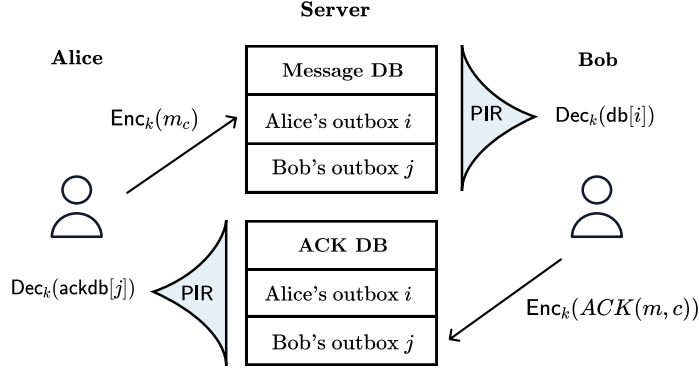 Server
Alice
Bob
Message DB
Enc_k(m_c)
Alice's outbox i
PIR
Dec_k(db[i])
Bob's outbox j
ACK DB
Dec_k(ackdb[j])
PIR
Alice's outbox i
Enc_k(ACK(m, c))
Bob's outbox j